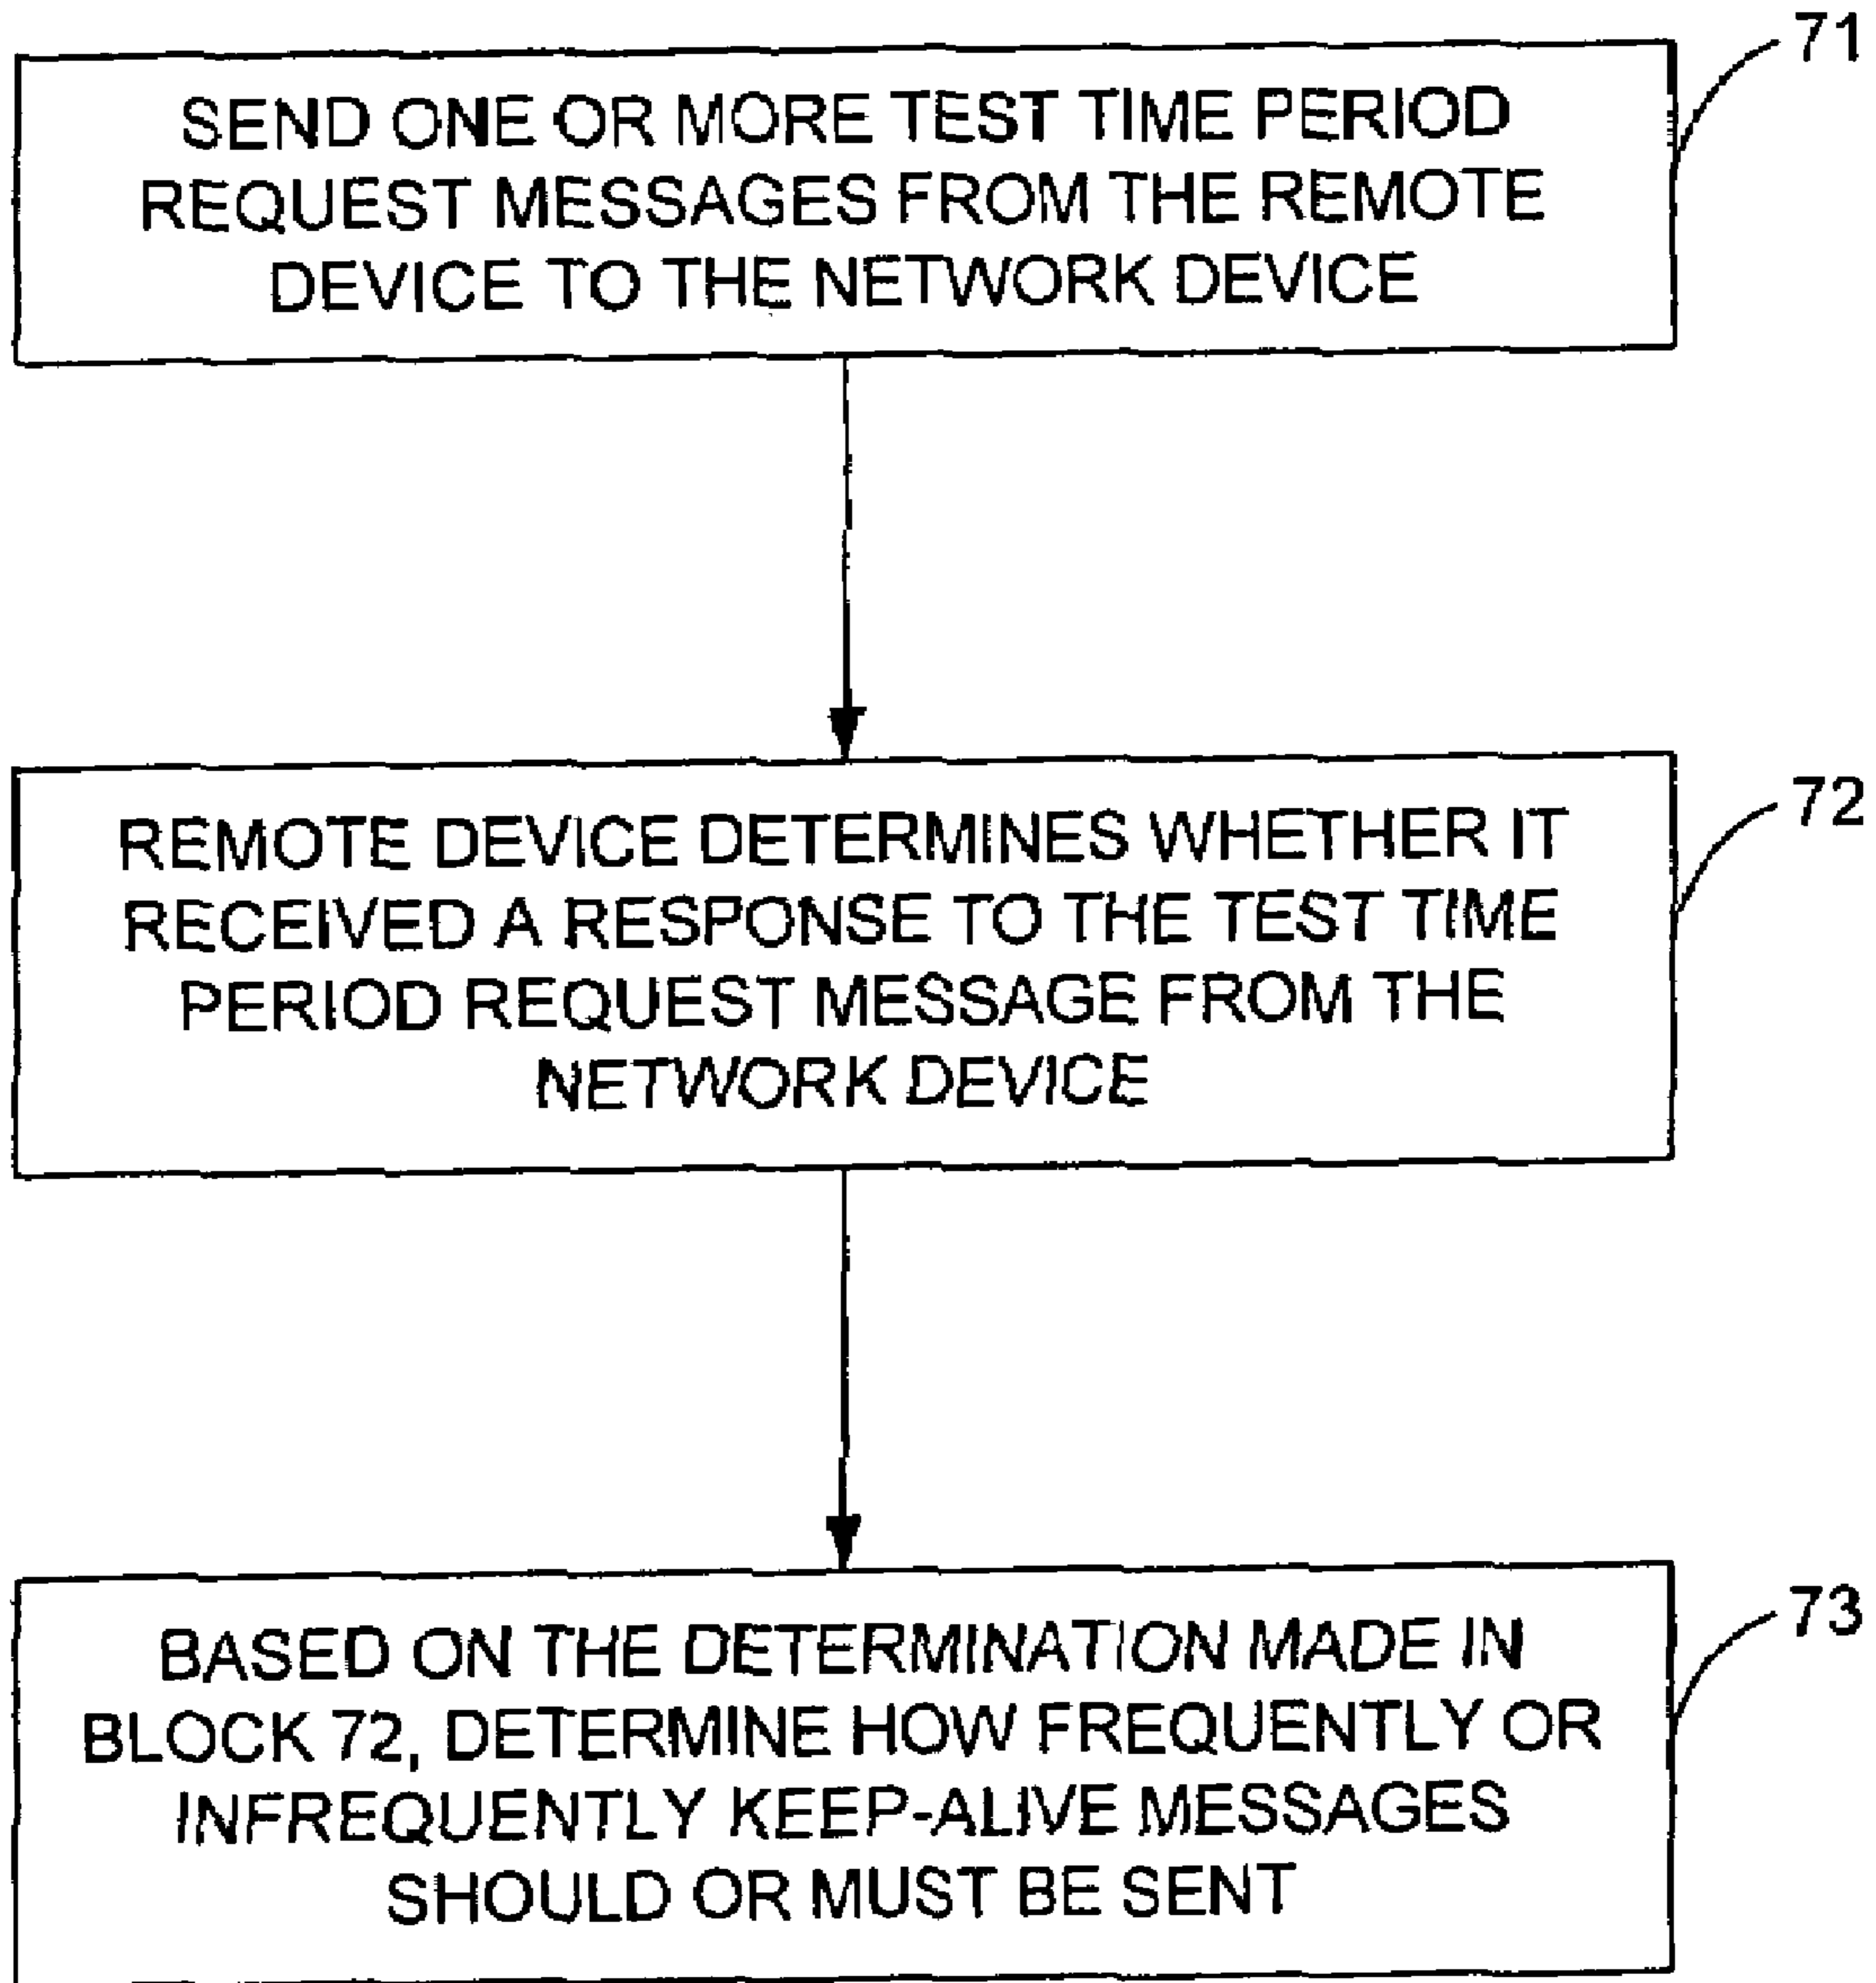 71
SEND ONE OR MORE TEST TIME PERIOD
REQUEST MESSAGES FROM THE REMOTE
DEVICE TO THE NETWORK DEVICE
72
REMOTE DEVICE DETERMINES WHETHER IT
RECEIVED A RESPONSE TO THE TEST TIME
PERIOD REQUEST MESSAGE FROM THE
NETWORK DEVICE
73
BASED ON THE DETERMINATION MADE IN
BLOCK 72, DETERMINE HOW FREQUENTLY OR
INFREQUENTLY KEEP-ALIVE MESSAGES
SHOULD OR MUST BE SENT